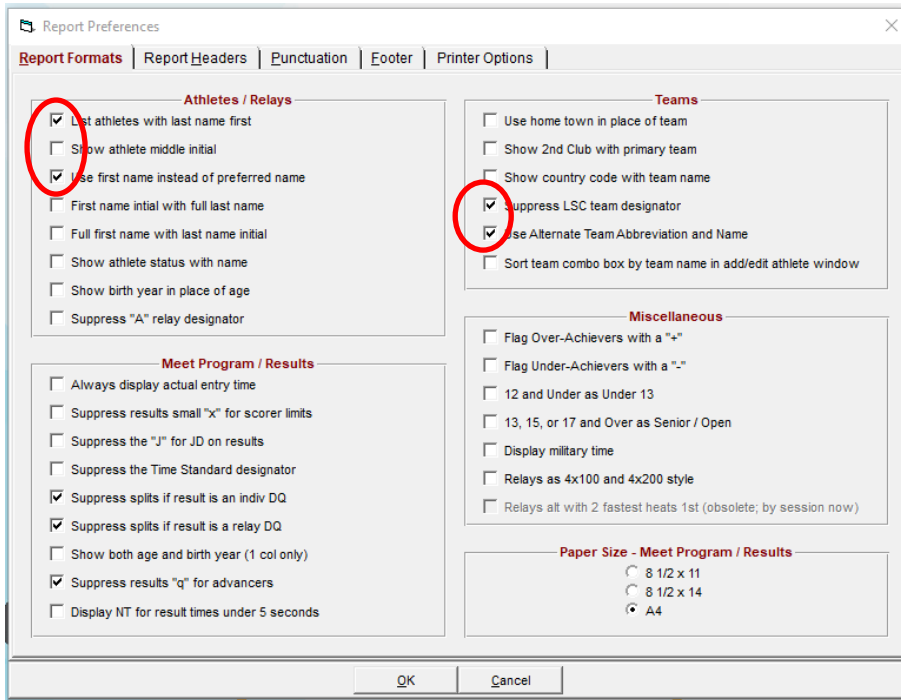 Report Preferences
Report Formats Report Headers Punctuation Footer Printer Options
Athletes / Relays
List athletes with last name first
Show athlete middle initial
Use first name instead of preferred name
First name intial with full last name
Full first name with last name initial
Show athlete status with name
Show birth year in place of age
Suppress "A" relay designator
Meet Program / Results
Always display actual entry time
Suppress results small "x" for scorer limits
Suppress the "J" for JD on results
Suppress the Time Standard designator
Suppress splits if result is an indiv DQ
Suppress splits if result is a relay DQ
Show both age and birth year (1 col only)
Suppress results "q" for advancers
Display NT for result times under 5 seconds
Teams
Use home town in place of team
Show 2nd Club with primary team
Show country code with team name
Suppress LSC team designator
Use Alternate Team Abbreviation and Name
Sort team combo box by team name in add/edit athlete window
Miscellaneous
Flag Over-Achievers with a "+"
Flag Under-Achievers with a "-"
12 and Under as Under 13
13, 15, or 17 and Over as Senior / Open
Display military time
Relays as 4x100 and 4x200 style
Relays alt with 2 fastest heats 1st (obsolete; by session now)
Paper Size - Meet Program / Results
8 1/2 x 11
8 1/2 x 14
A4
OK Cancel